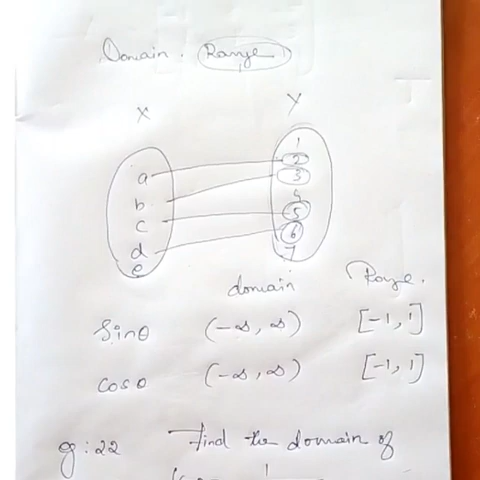 Domain . Range
X Y
1
a 2
3
b 4
c 5
d 6
e 7
domain Range.
Sinθ (-∞, ∞) [-1, 1]
cosθ (-∞, ∞) [-1, 1]
g:22 Find the domain of
1